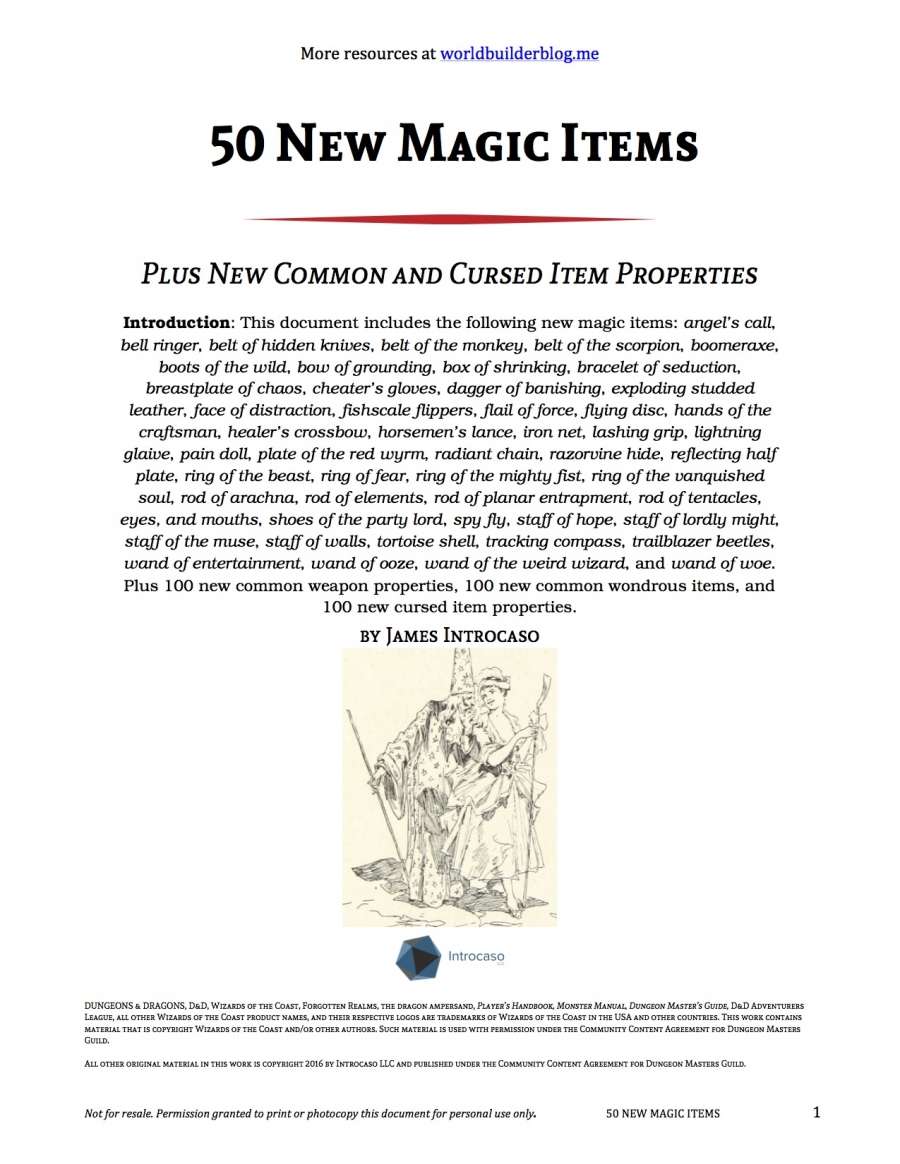 More resources at worldbuilderblog.me
50 New Magic Items
Plus New Common and Cursed Item Properties
Introduction: This document includes the following new magic items: angel's call,
bell ringer, belt of hidden knives, belt of the monkey, belt of the scorpion, boomeraxe,
boots of the wild, bow of grounding, box of shrinking, bracelet of seduction,
breastplate of chaos, cheater's gloves, dagger of banishing, exploding studded
leather, face of distraction, fishscale flippers, flail of force, flying disc, hands of the
craftsman, healer's crossbow, horsemen's lance, iron net, lashing grip, lightning
glaive, pain doll, plate of the red wyrm, radiant chain, razorvine hide, reflecting half
plate, ring of the beast, ring of fear, ring of the mighty fist, ring of the vanquished
soul, rod of arachna, rod of elements, rod of planar entrapment, rod of tentacles,
eyes, and mouths, shoes of the party lord, spy fly, staff of hope, staff of lordly might,
staff of the muse, staff of walls, tortoise shell, tracking compass, trailblazer beetles,
wand of entertainment, wand of ooze, wand of the weird wizard, and wand of woe.
Plus 100 new common weapon properties, 100 new common wondrous items, and
100 new cursed item properties.
by James Introcaso
Introcaso
DUNGEONS & DRAGONS, D&D, Wizards of the Coast, Forgotten Realms, the dragon ampersand, Player's Handbook, Monster Manual, Dungeon Master's Guide, D&D Adventurers
League, all other Wizards of the Coast product names, and their respective logos are trademarks of Wizards of the Coast in the USA and other countries. This work contains
material that is copyright Wizards of the Coast and/or other authors. Such material is used with permission under the Community Content Agreement for Dungeon Masters
Guild.
All other original material in this work is copyright 2016 by Introcaso LLC and published under the Community Content Agreement for Dungeon Masters Guild.
Not for resale. Permission granted to print or photocopy this document for personal use only. 50 NEW MAGIC ITEMS 1